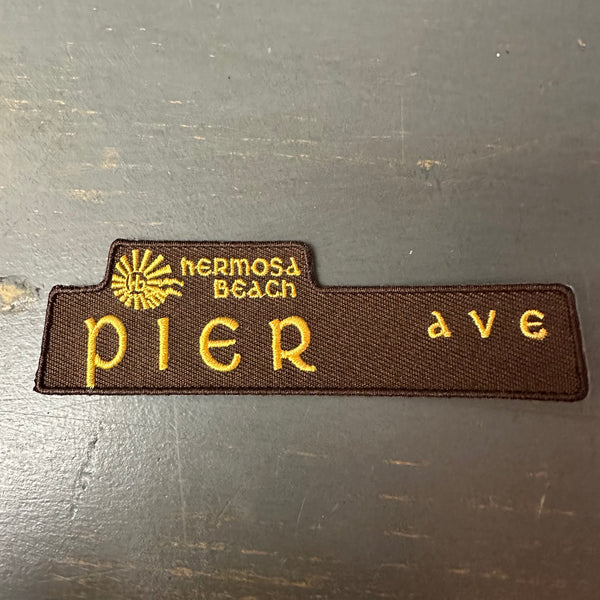 hb
hermosa
Beach
pier ave